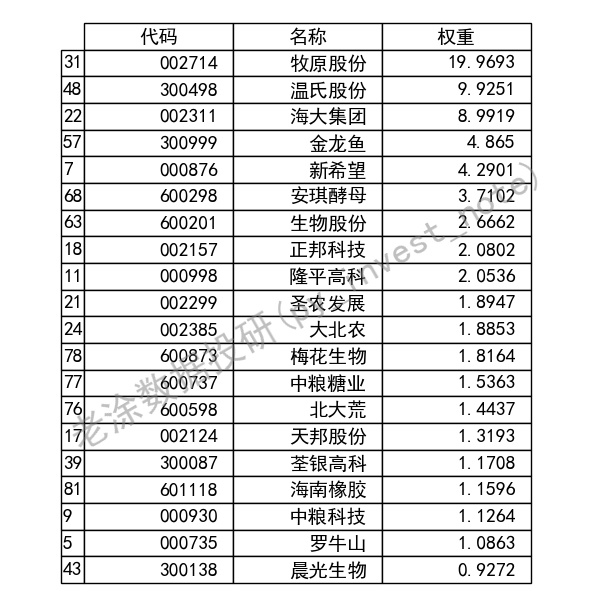 代码 名称 权重
31 002714 牧原股份 19.9693
48 300498 温氏股份 9.9251
22 002311 海大集团 8.9919
57 300999 金龙鱼 4.865
7 000876 新希望 4.2901
68 600298 安琪酵母 3.7102
63 600201 生物股份 2.6662
18 002157 正邦科技 2.0802
11 000998 隆平高科 2.0536
21 002299 圣农发展 1.8947
24 002385 大北农 1.8853
78 600873 梅花生物 1.8164
77 600737 中粮糖业 1.5363
76 600598 北大荒 1.4437
17 002124 天邦股份 1.3193
39 300087 荃银高科 1.1708
81 601118 海南橡胶 1.1596
9 000930 中粮科技 1.1264
5 000735 罗牛山 1.0863
43 300138 晨光生物 0.9272
老涂数据投研(py_invest_note)